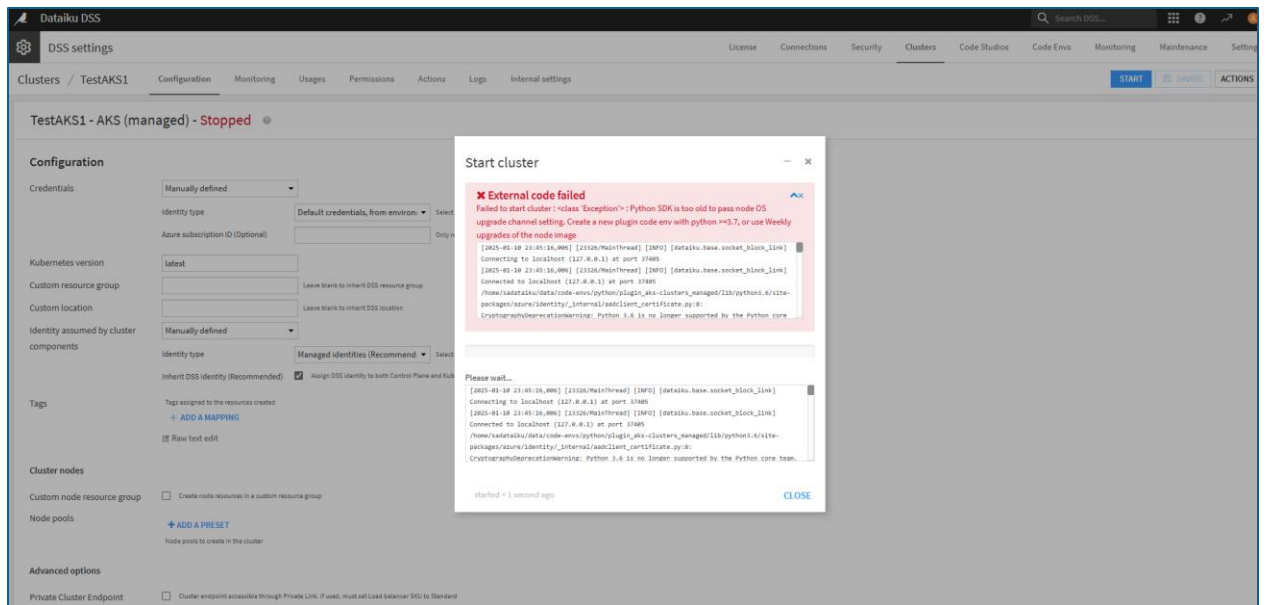 Dataiku DSS
Search DSS...
DSS settings
License Connections Security Clusters Code Studios Code Envs Monitoring Maintenance Setting
Clusters / TestAKS1 Configuration Monitoring Usages Permissions Actions Logs Internal settings
START SAVED! ACTIONS
TestAKS1 - AKS (managed) - Stopped
Configuration
Credentials Manually defined
Identity type Default credentials, from environ: Select
Azure subscription ID (Optional) Only n
Kubernetes version latest
Custom resource group Leave blank to inherit DSS resource group
Custom location Leave blank to inherit DSS location
Identity assumed by cluster components Manually defined
Identity type Managed identities (Recommend Select
Inherit DSS identity (Recommended) Assign DSS identity to both Control Plane and Kub
Tags Tags assigned to the resources created
+ ADD A MAPPING
Raw text edit
Cluster nodes
Custom node resource group Create node resources in a custom resource group
Node pools
+ ADD A PRESET
Node pools to create in the cluster
Advanced options
Private Cluster Endpoint Cluster endpoint accessible through Private Link. If used, must set Load balancer SKU to Standard
Start cluster
External code failed
Failed to start cluster : <class 'Exception'> : Python SDK is too old to pass node OS
upgrade channel setting. Create a new plugin code env with python >=3.7, or use Weekly
upgrades of the node image
[2025-01-10 23:45:16,006] [23326/MainThread] [INFO] [dataiku.base.socket_block_link]
Connecting to localhost (127.0.0.1) at port 37405
[2025-01-10 23:45:16,006] [23326/MainThread] [INFO] [dataiku.base.socket_block_link]
Connected to localhost (127.0.0.1) at port 37405
/home/sadataiku/data/code-envs/python/plugin_aks-clusters_managed/lib/python3.6/site-
packages/azure/identity/_internal/aadclient_certificate.py:8:
CryptographyDeprecationWarning: Python 3.6 is no longer supported by the Python core
Please wait...
[2025-01-10 23:45:16,006] [23326/MainThread] [INFO] [dataiku.base.socket_block_link]
Connecting to localhost (127.0.0.1) at port 37405
[2025-01-10 23:45:16,006] [23326/MainThread] [INFO] [dataiku.base.socket_block_link]
Connected to localhost (127.0.0.1) at port 37405
/home/sadataiku/data/code-envs/python/plugin_aks-clusters_managed/lib/python3.6/site-
packages/azure/identity/_internal/aadclient_certificate.py:8:
CryptographyDeprecationWarning: Python 3.6 is no longer supported by the Python core team.
started < 1 second ago
CLOSE